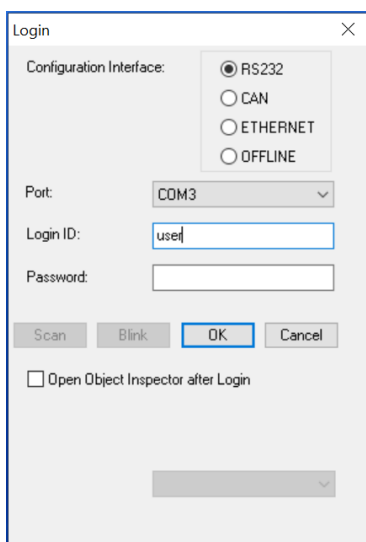 Login
Configuration Interface:
RS232
CAN
ETHERNET
OFFLINE
Port: COM3
Login ID: user
Password:
Scan Blink OK Cancel
Open Object Inspector after Login